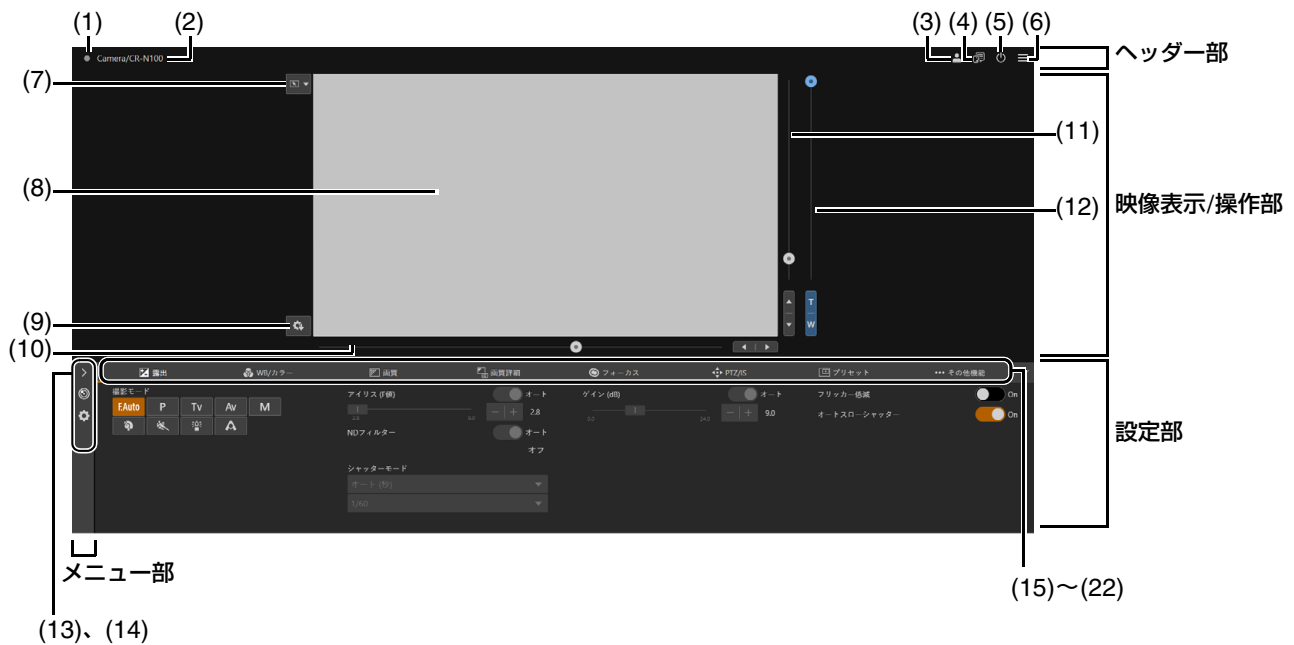 (1) (2) (3) (4) (5) (6)
Camera/CR-N100
ヘッダー部
(7)
(11)
(8)
(12)
映像表示/操作部
T
W
(9)
(10)
露出 WB/カラー 画質 画質詳細 フォーカス PTZ/IS プリセット ••• その他機能
撮影モード アイリス (F値) オート ゲイン (dB) オート フリッカー低減 On
F.Auto P Tv Av M
2.8 9.0
オートスローシャッター On
NDフィルター オート
オフ
設定部
シャッターモード
オート (秒)
1/60
メニュー部
(15)〜(22)
(13)、(14)